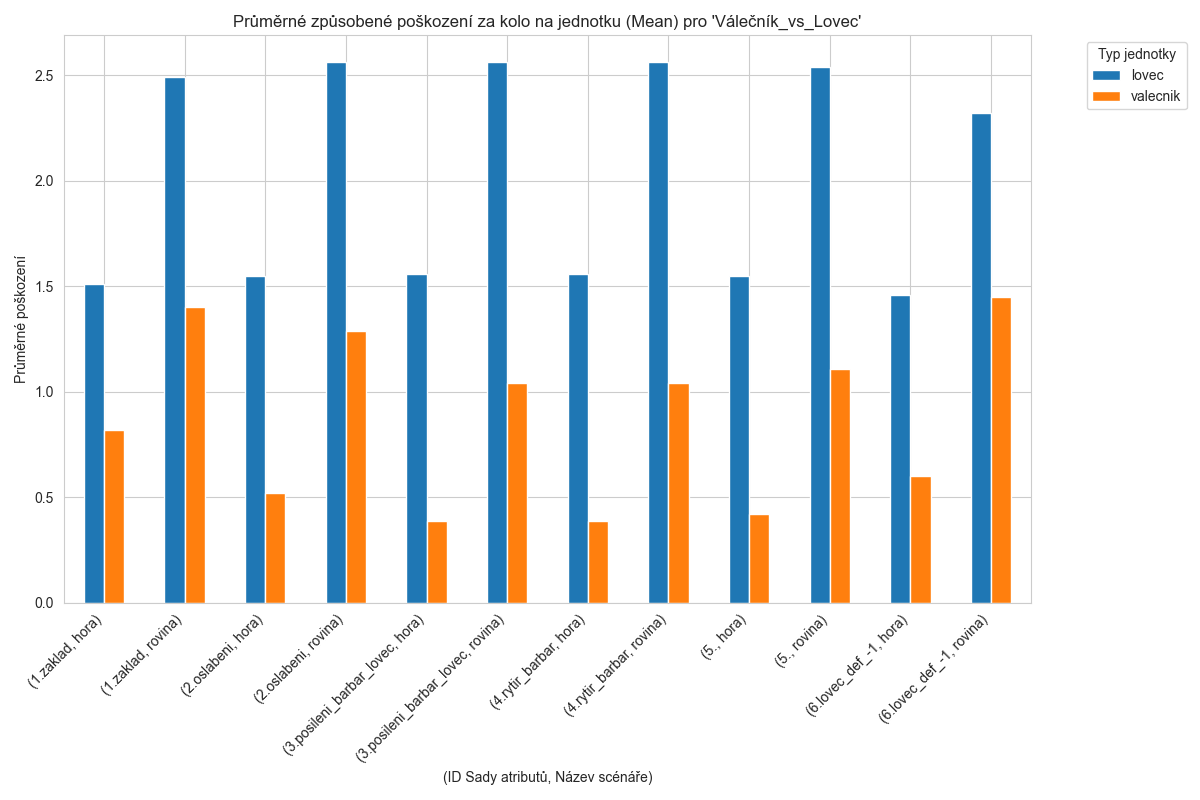 Průměrné způsobené poškození za kolo na jednotku (Mean) pro 'Válečník_vs_Lovec'
Typ jednotky
lovec
valecnik
Průměrné poškození
2.5
2.0
1.5
1.0
0.5
0.0
(1.zaklad, hora)
(1.zaklad, rovina)
(2.oslabeni, hora)
(2.oslabeni, rovina)
(3.posileni_barbar_lovec, hora)
(3.posileni_barbar_lovec, rovina)
(4.rytir_barbar, hora)
(4.rytir_barbar, rovina)
(5., hora)
(5., rovina)
(6.lovec_def_-1, hora)
(6.lovec_def_-1, rovina)
(ID Sady atributů, Název scénáře)